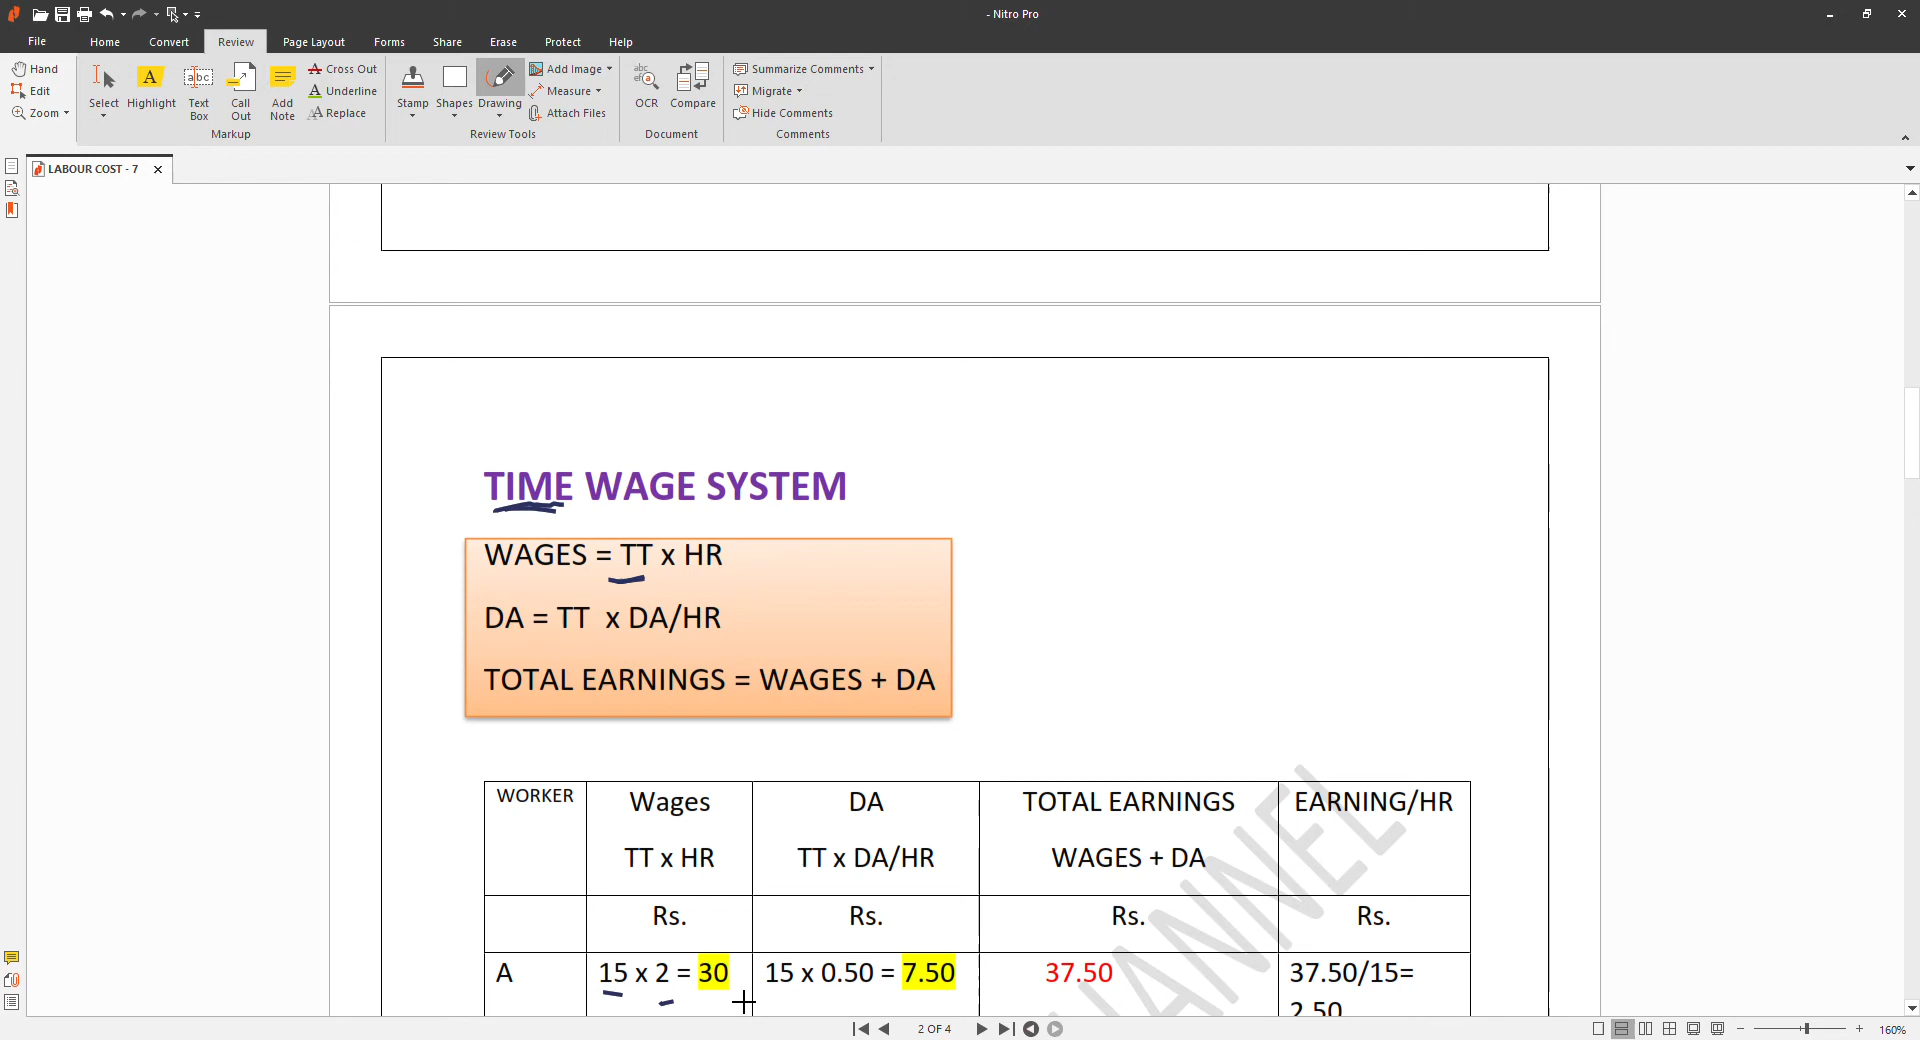 - Nitro Pro
File Home Convert Review Page Layout Forms Share Erase Protect Help
Hand
Edit
Zoom
Select
Highlight
Text Box
Call Out
Add Note
Cross Out
Underline
Replace
Markup
Stamp
Shapes
Drawing
Add Image
Measure
Attach Files
Review Tools
OCR
Compare
Document
Summarize Comments
Migrate
Hide Comments
Comments
LABOUR COST - 7
TIME WAGE SYSTEM
WAGES = TT x HR
DA = TT x DA/HR
TOTAL EARNINGS = WAGES + DA
WORKER Wages DA TOTAL EARNINGS EARNING/HR
TT x HR TT x DA/HR WAGES + DA
Rs. Rs. Rs. Rs.
A 15 x 2 = 30 15 x 0.50 = 7.50 37.50 37.50/15=
2.50
2 OF 4
160%